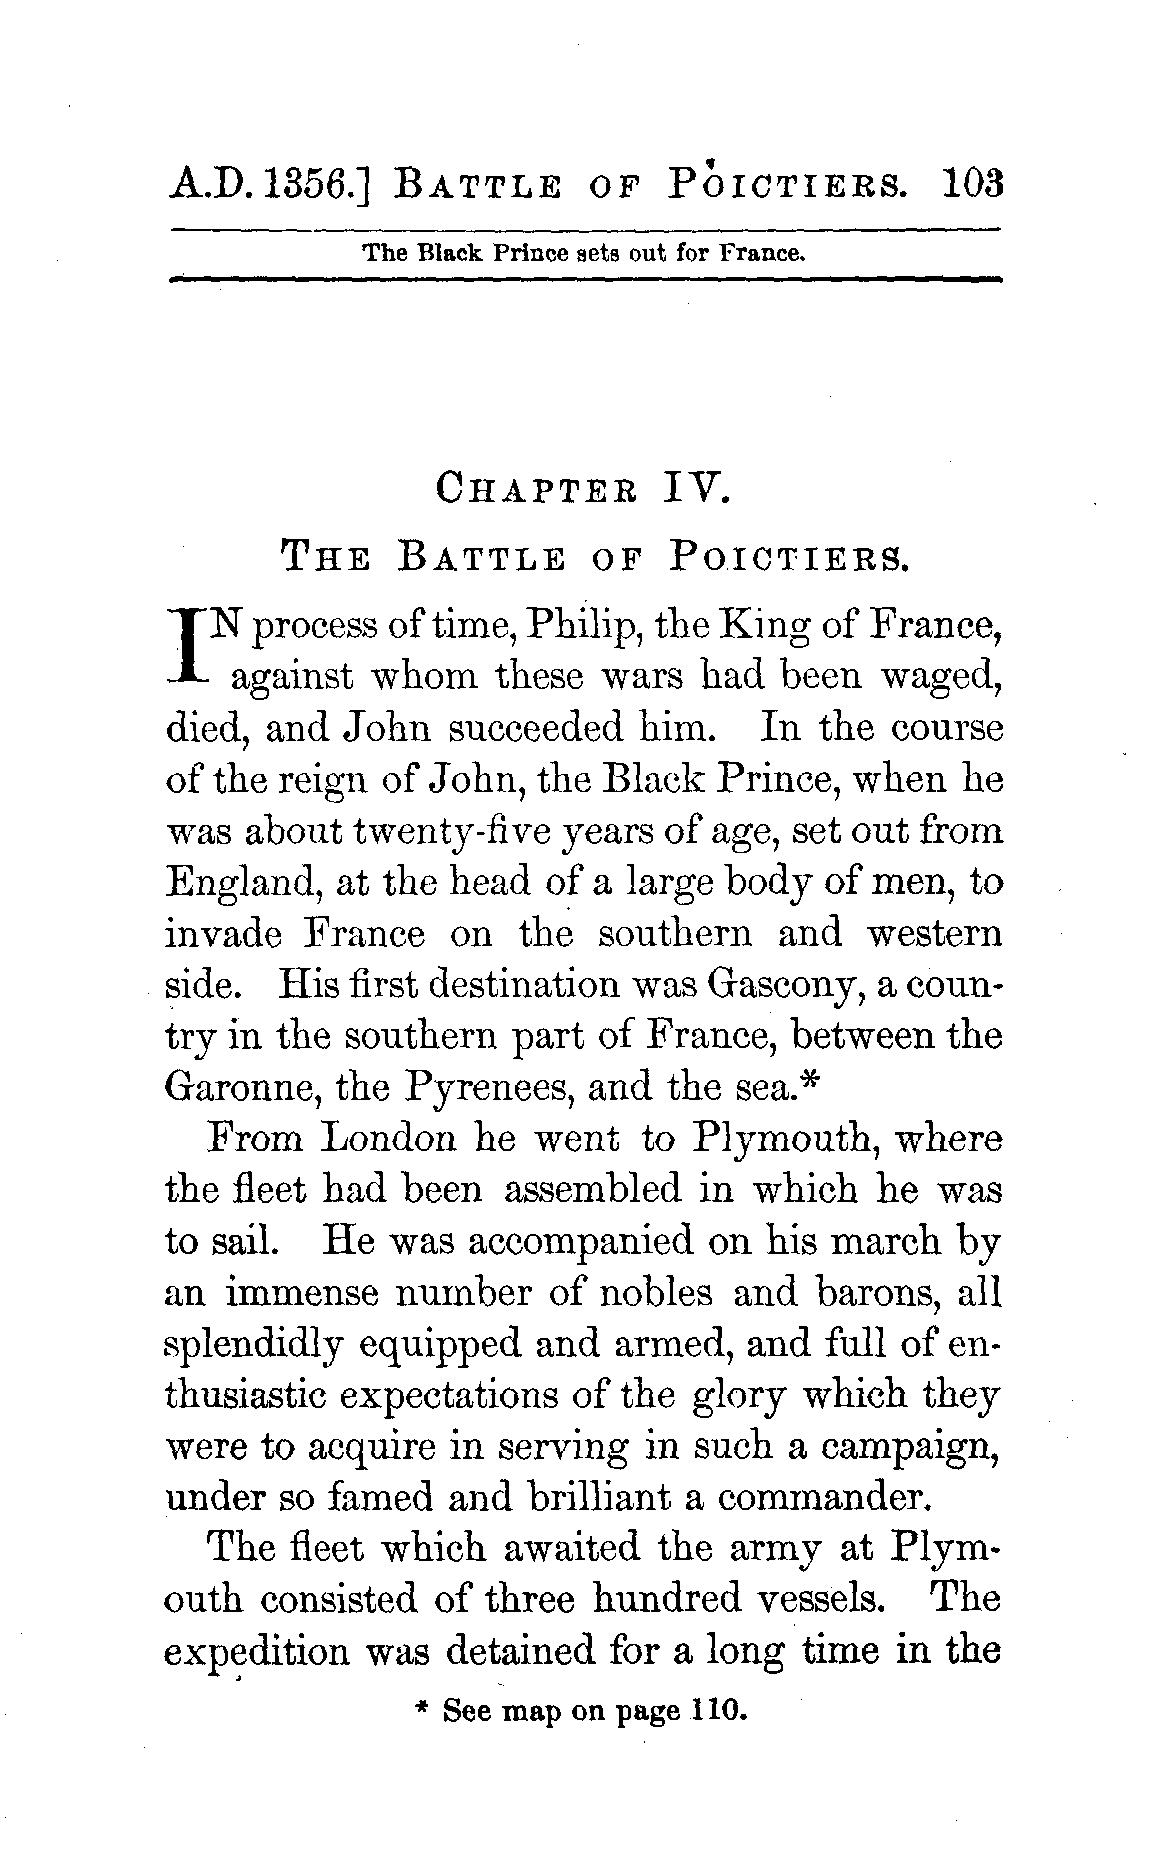 A.D. 1356.] BATTLE OF POICTIERS. 103
The Black Prince sets out for France.
CHAPTER IV.
THE BATTLE OF POICTIERS.
IN process of time, Philip, the King of France,
against whom these wars had been waged,
died, and John succeeded him. In the course
of the reign of John, the Black Prince, when he
was about twenty-five years of age, set out from
England, at the head of a large body of men, to
invade France on the southern and western
side. His first destination was Gascony, a coun-
try in the southern part of France, between the
Garonne, the Pyrenees, and the sea.*
From London he went to Plymouth, where
the fleet had been assembled in which he was
to sail. He was accompanied on his march by
an immense number of nobles and barons, all
splendidly equipped and armed, and full of en-
thusiastic expectations of the glory which they
were to acquire in serving in such a campaign,
under so famed and brilliant a commander.
The fleet which awaited the army at Plym-
outh consisted of three hundred vessels. The
expedition was detained for a long time in the
* See map on page 110.